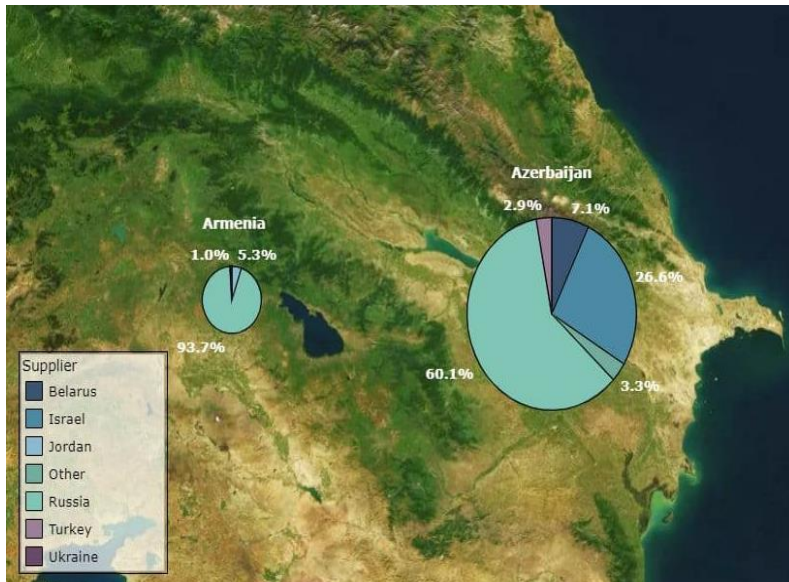 Azerbaijan
2.9% 7.1%
Armenia
1.0% 5.3%
26.6%
93.7%
60.1%
3.3%
Supplier
Belarus
Israel
Jordan
Other
Russia
Turkey
Ukraine